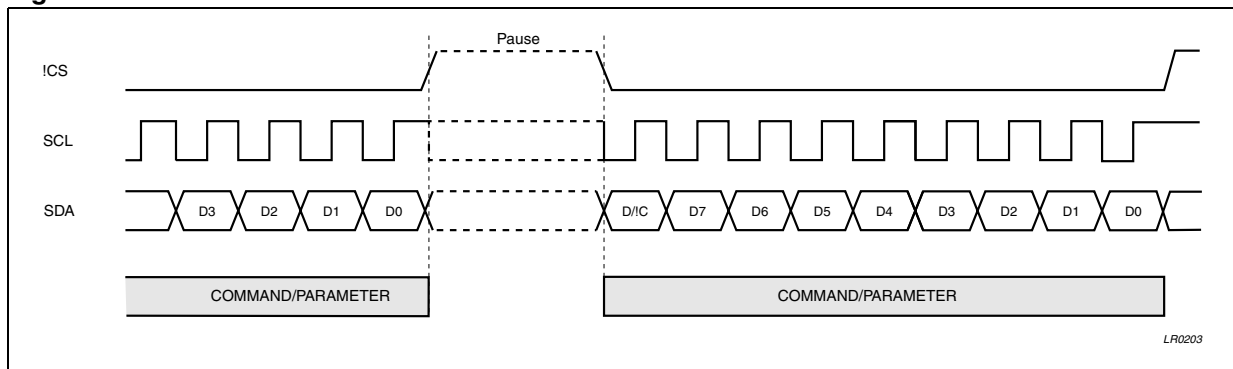 Pause
!CS
SCL
SDA
D3 D2 D1 D0 D/!C D7 D6 D5 D4 D3 D2 D1 D0
COMMAND/PARAMETER COMMAND/PARAMETER
LR0203